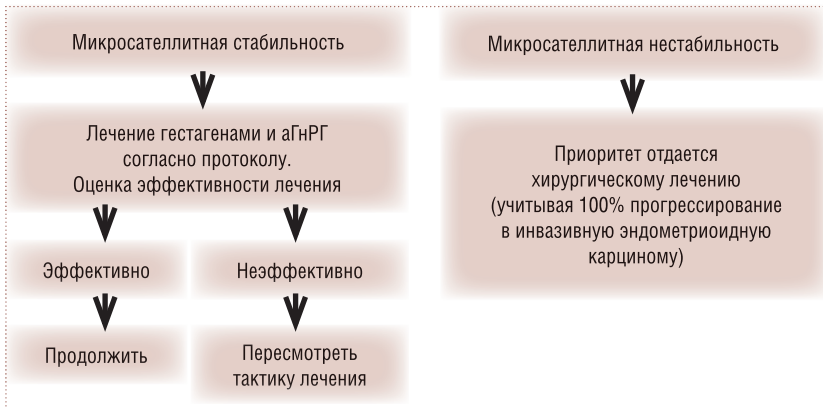 Микросателлитная стабильность
Лечение гестагенами и аГнРГ
согласно протоколу.
Оценка эффективности лечения
Эффективно
Неэффективно
Продолжить
Пересмотреть
тактику лечения
Микросателлитная нестабильность
Приоритет отдается
хирургическому лечению
(учитывая 100% прогрессирование
в инвазивную эндометриоидную
карциному)